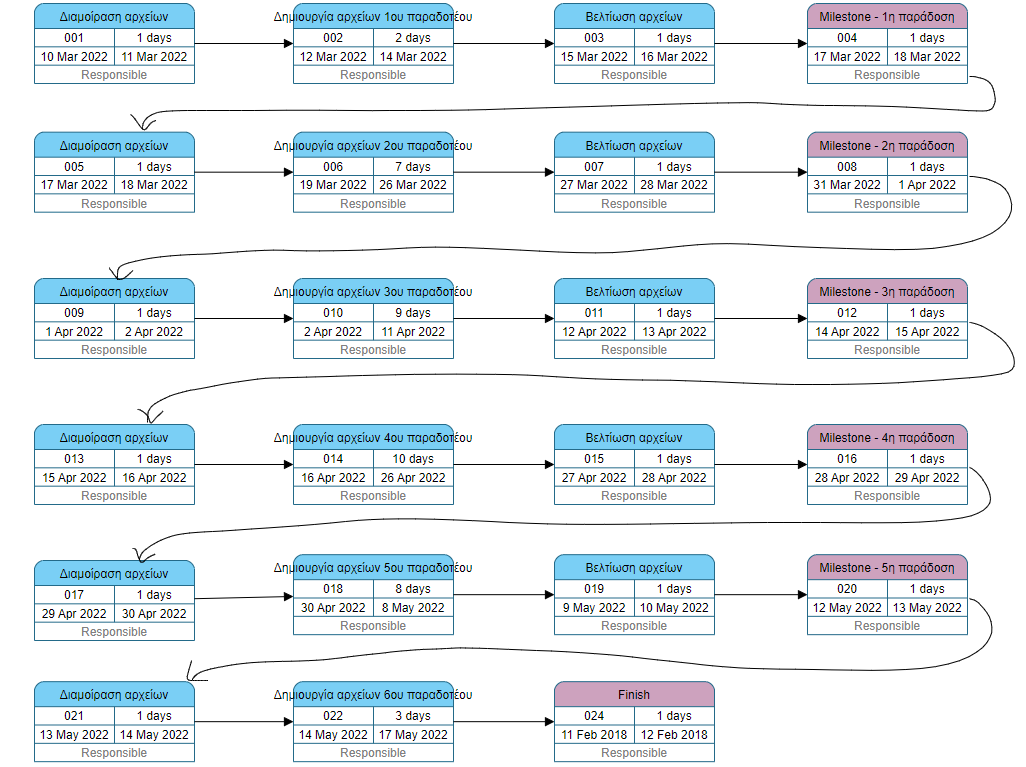 Διαμοίραση αρχείων
001 1 days
10 Mar 2022 11 Mar 2022
Responsible
Δημιουργία αρχείων 1ου παραδοτέου
002 2 days
12 Mar 2022 14 Mar 2022
Responsible
Βελτίωση αρχείων
003 1 days
15 Mar 2022 16 Mar 2022
Responsible
Milestone - 1η παράδοση
004 1 days
17 Mar 2022 18 Mar 2022
Responsible
Διαμοίραση αρχείων
005 1 days
17 Mar 2022 18 Mar 2022
Responsible
Δημιουργία αρχείων 2ου παραδοτέου
006 7 days
19 Mar 2022 26 Mar 2022
Responsible
Βελτίωση αρχείων
007 1 days
27 Mar 2022 28 Mar 2022
Responsible
Milestone - 2η παράδοση
008 1 days
31 Mar 2022 1 Apr 2022
Responsible
Διαμοίραση αρχείων
009 1 days
1 Apr 2022 2 Apr 2022
Responsible
Δημιουργία αρχείων 3ου παραδοτέου
010 9 days
2 Apr 2022 11 Apr 2022
Responsible
Βελτίωση αρχείων
011 1 days
12 Apr 2022 13 Apr 2022
Responsible
Milestone - 3η παράδοση
012 1 days
14 Apr 2022 15 Apr 2022
Responsible
Διαμοίραση αρχείων
013 1 days
15 Apr 2022 16 Apr 2022
Responsible
Δημιουργία αρχείων 4ου παραδοτέου
014 10 days
16 Apr 2022 26 Apr 2022
Responsible
Βελτίωση αρχείων
015 1 days
27 Apr 2022 28 Apr 2022
Responsible
Milestone - 4η παράδοση
016 1 days
28 Apr 2022 29 Apr 2022
Responsible
Διαμοίραση αρχείων
017 1 days
29 Apr 2022 30 Apr 2022
Responsible
Δημιουργία αρχείων 5ου παραδοτέου
018 8 days
30 Apr 2022 8 May 2022
Responsible
Βελτίωση αρχείων
019 1 days
9 May 2022 10 May 2022
Responsible
Milestone - 5η παράδοση
020 1 days
12 May 2022 13 May 2022
Responsible
Διαμοίραση αρχείων
021 1 days
13 May 2022 14 May 2022
Responsible
Δημιουργία αρχείων 6ου παραδοτέου
022 3 days
14 May 2022 17 May 2022
Responsible
Finish
024 1 days
11 Feb 2018 12 Feb 2018
Responsible